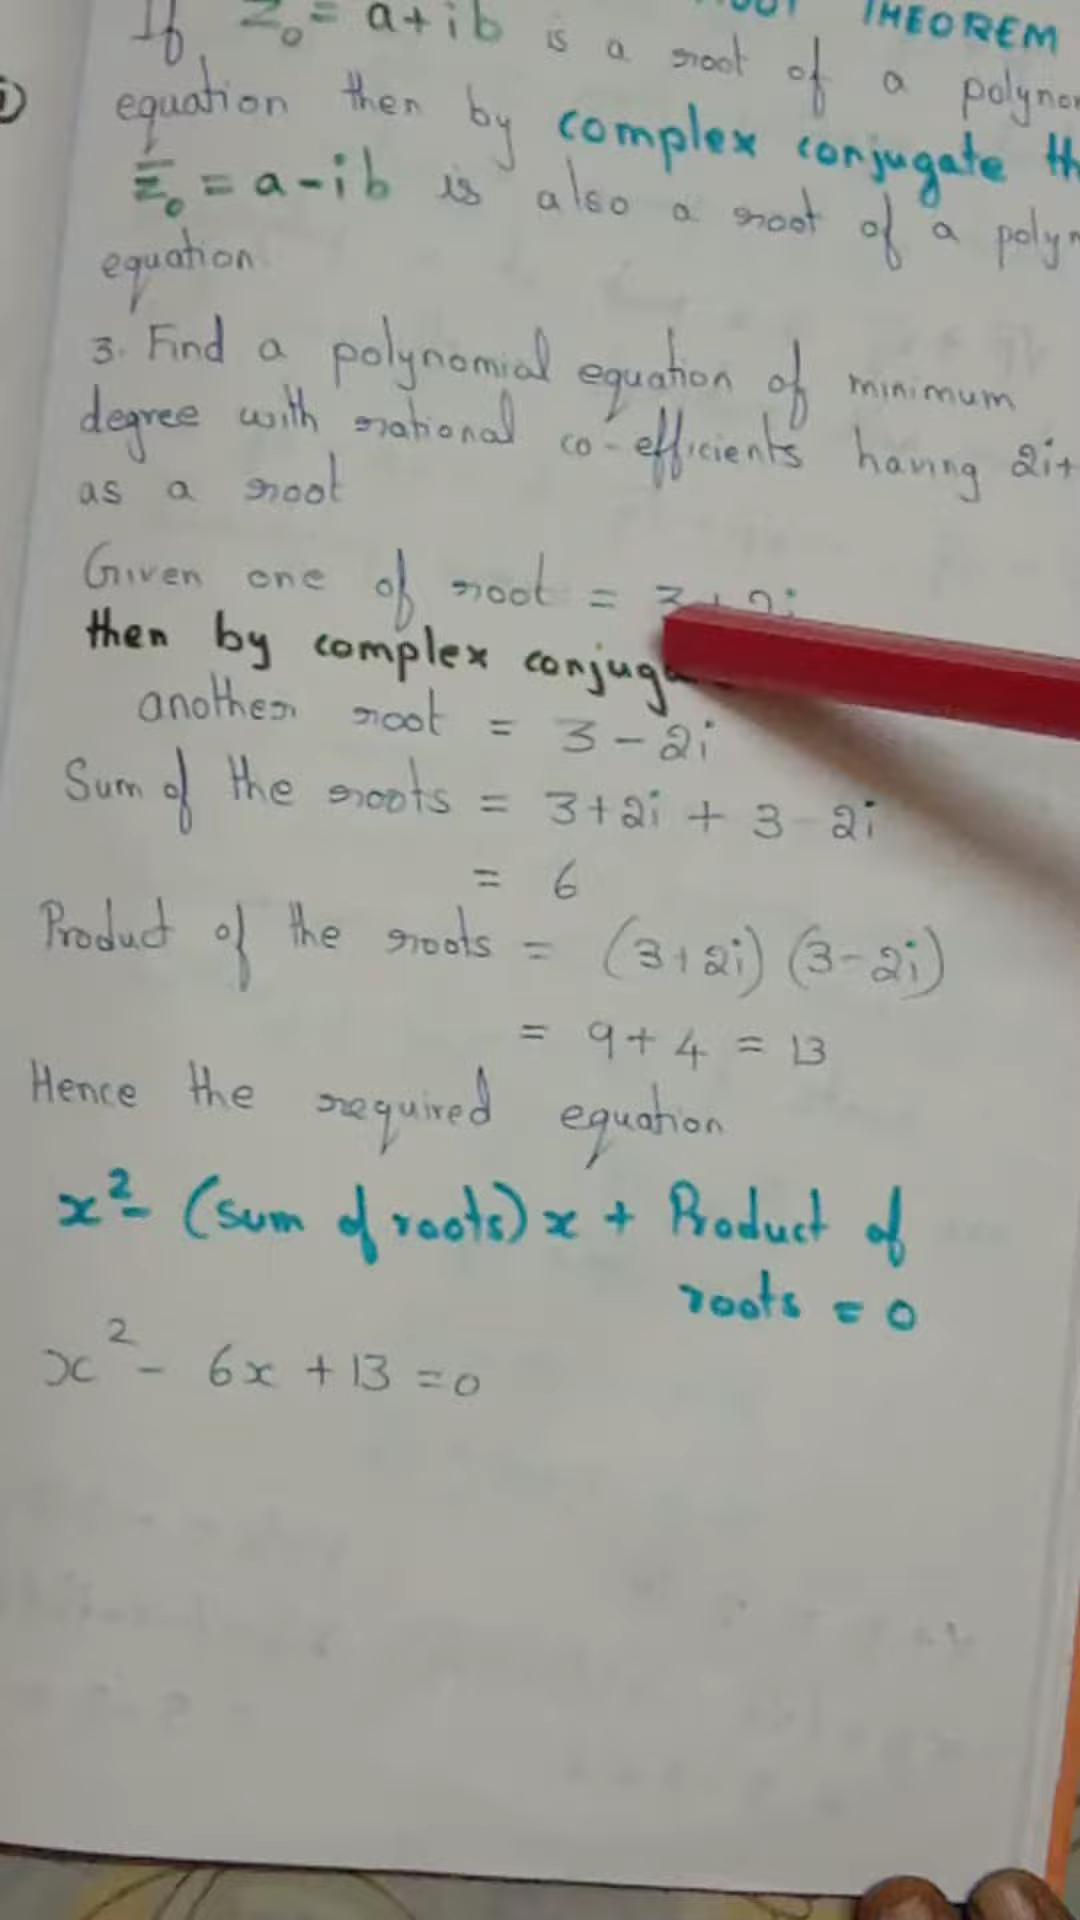 THEOREM
If Z₀ = a+ib is a root of a
equation then by complex conjugate
z̅₀ = a-ib is also a root of a
equation
3. Find a polynomial equation of minimum
degree with rational co-efficients having 2i+
as a root
Given one of root = 3+2i
then by complex
another root = 3-2i
Sum of the roots = 3+2i + 3-2i
= 6
Product of the roots = (3+2i) (3-2i)
= 9+4 = 13
Hence the required equation
x² - (sum of roots) x + Product of
roots = 0
x² - 6x +13 =0